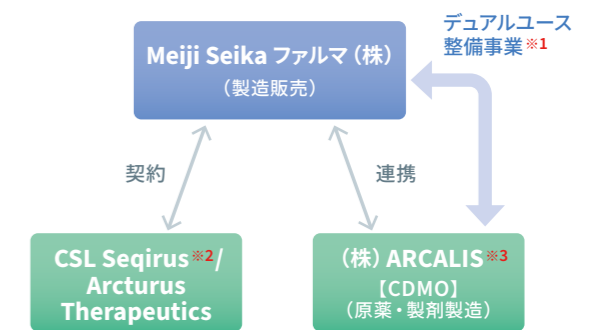 デュアルユース
整備事業※1
Meiji Seika ファルマ（株）
（製造販売）
契約
連携
CSL Seqirus※2/
Arcturus
Therapeutics
（株）ARCALIS※3
【CDMO】
（原薬・製剤製造）